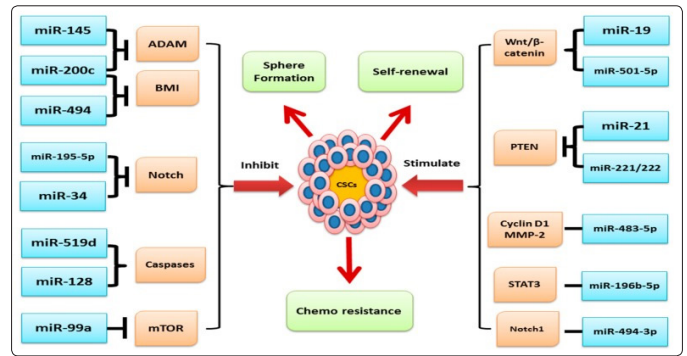 miR-145
miR-200c
miR-494
miR-195-5p
miR-34
miR-519d
miR-128
miR-99a
ADAM
BMI
Notch
Caspases
mTOR
Inhibit
Sphere
Formation
Self-renewal
CSCs
Chemo resistance
Stimulate
Wnt/β-
catenin
PTEN
Cyclin D1
MMP-2
STAT3
Notch1
miR-19
miR-501-5p
miR-21
miR-221/222
miR-483-5p
miR-196b-5p
miR-494-3p